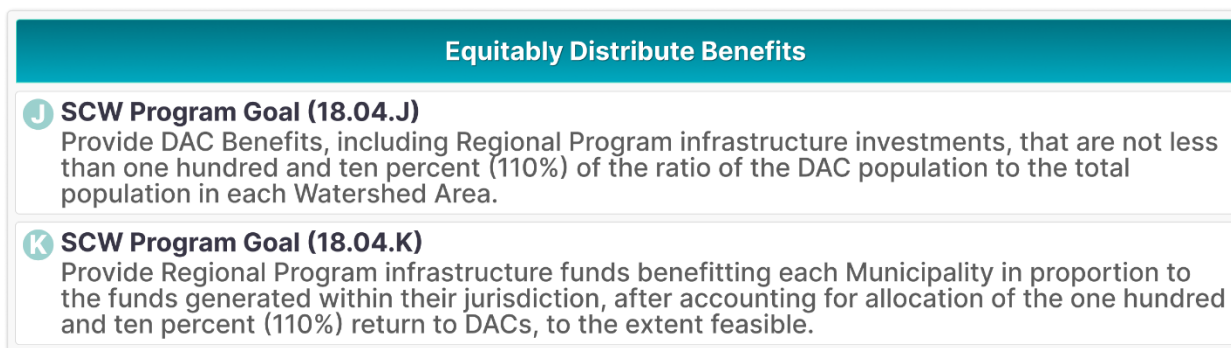 Equitably Distribute Benefits
J SCW Program Goal (18.04.J)
Provide DAC Benefits, including Regional Program infrastructure investments, that are not less
than one hundred and ten percent (110%) of the ratio of the DAC population to the total
population in each Watershed Area.
K SCW Program Goal (18.04.K)
Provide Regional Program infrastructure funds benefitting each Municipality in proportion to
the funds generated within their jurisdiction, after accounting for allocation of the one hundred
and ten percent (110%) return to DACs, to the extent feasible.